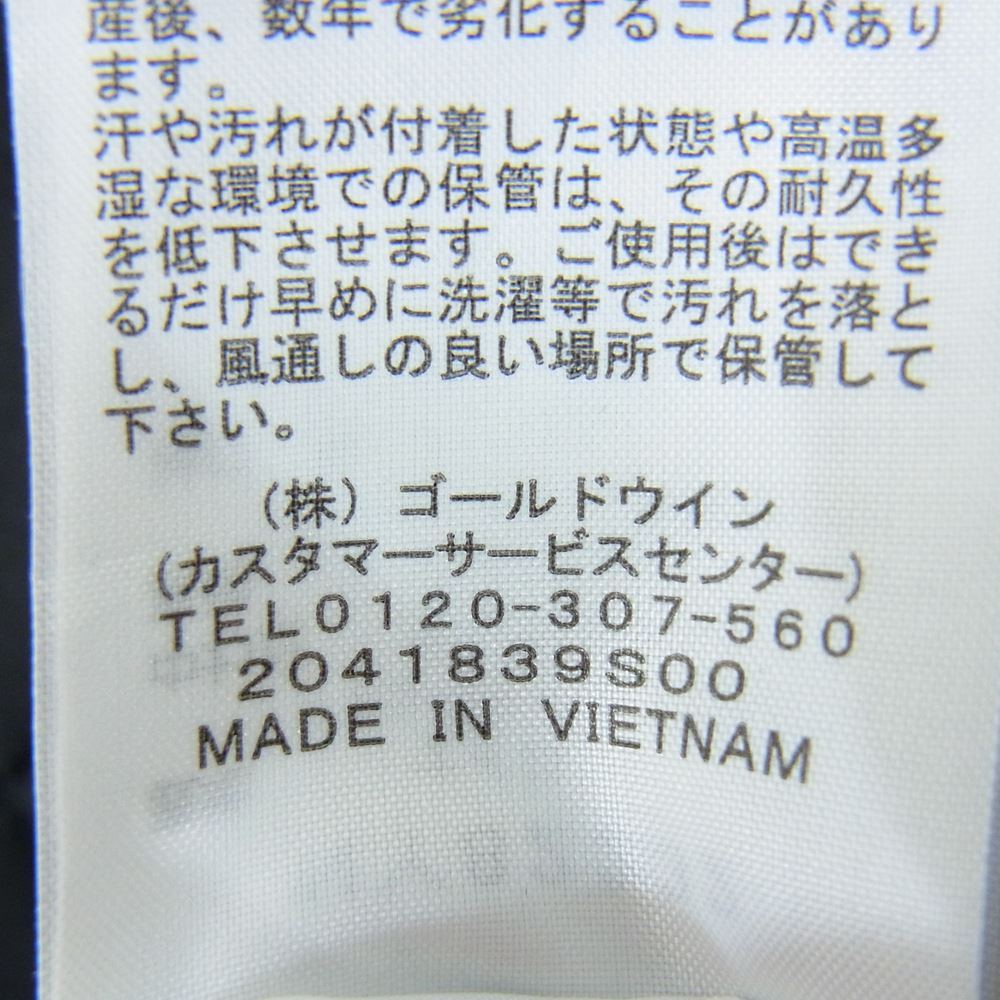 産後、数年で劣化することがあり
ます。
汗や汚れが付着した状態や高温多
湿な環境での保管は、その耐久性
を低下させます。ご使用後はでき
るだけ早めに洗濯等で汚れを落と
し、風通しの良い場所で保管して
下さい。
(株) ゴールドウイン
(カスタマーサービスセンター)
TEL0120-307-560
2041839S00
MADE IN VIETNAM